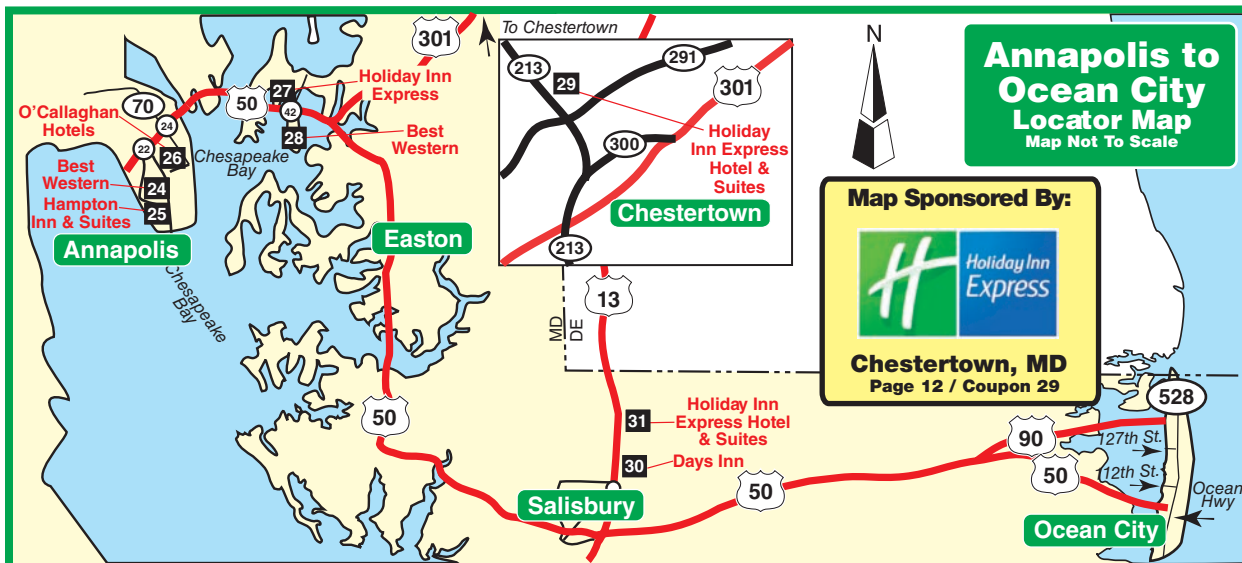 Annapolis to
Ocean City
Locator Map
Map Not To Scale
N
To Chestertown
301
213
291
29
301
Holiday
Inn Express
Hotel &
Suites
300
Chestertown
213
70
24
22
50
27
Holiday Inn
Express
42
28
Best
Western
O'Callaghan
Hotels
26
Chesapeake
Bay
Best
Western
24
Hampton
Inn & Suites
25
Annapolis
Chesapeake
Bay
Easton
13
MD
DE
Map Sponsored By:
Holiday Inn
Express
Chestertown, MD
Page 12 / Coupon 29
50
31
Holiday Inn
Express Hotel
& Suites
30
Days Inn
Salisbury
50
90
50
528
127th St.
112th St.
Ocean
Hwy
Ocean City